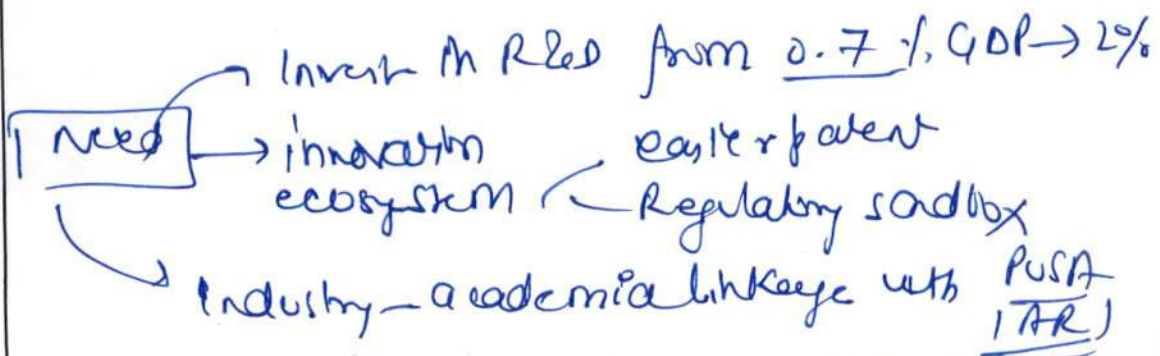 Invest in R&D from 0.7 % GDP → 2%
Need → innovation easier patent
ecosystem Regulatory sandbox
Industry-academia linkage with PUSA
IARI